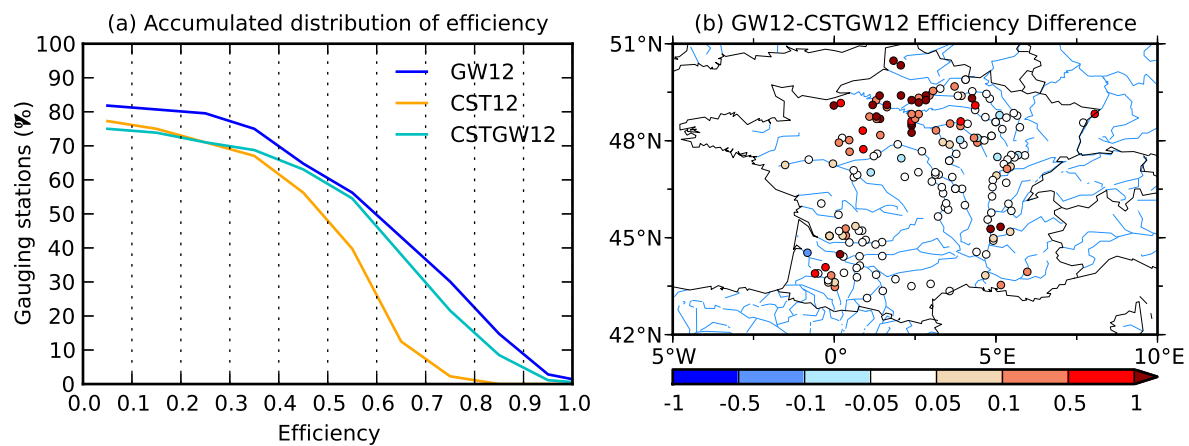 (a) Accumulated distribution of efficiency
100
90
80
70
60
50
40
30
20
10
0
Gauging stations (%)
GW12
CST12
CSTGW12
0.0 0.1 0.2 0.3 0.4 0.5 0.6 0.7 0.8 0.9 1.0
Efficiency
(b) GW12-CSTGW12 Efficiency Difference
51°N
48°N
45°N
42°N
5°W 0° 5°E 10°E
-1 -0.5 -0.1 -0.05 0.05 0.1 0.5 1